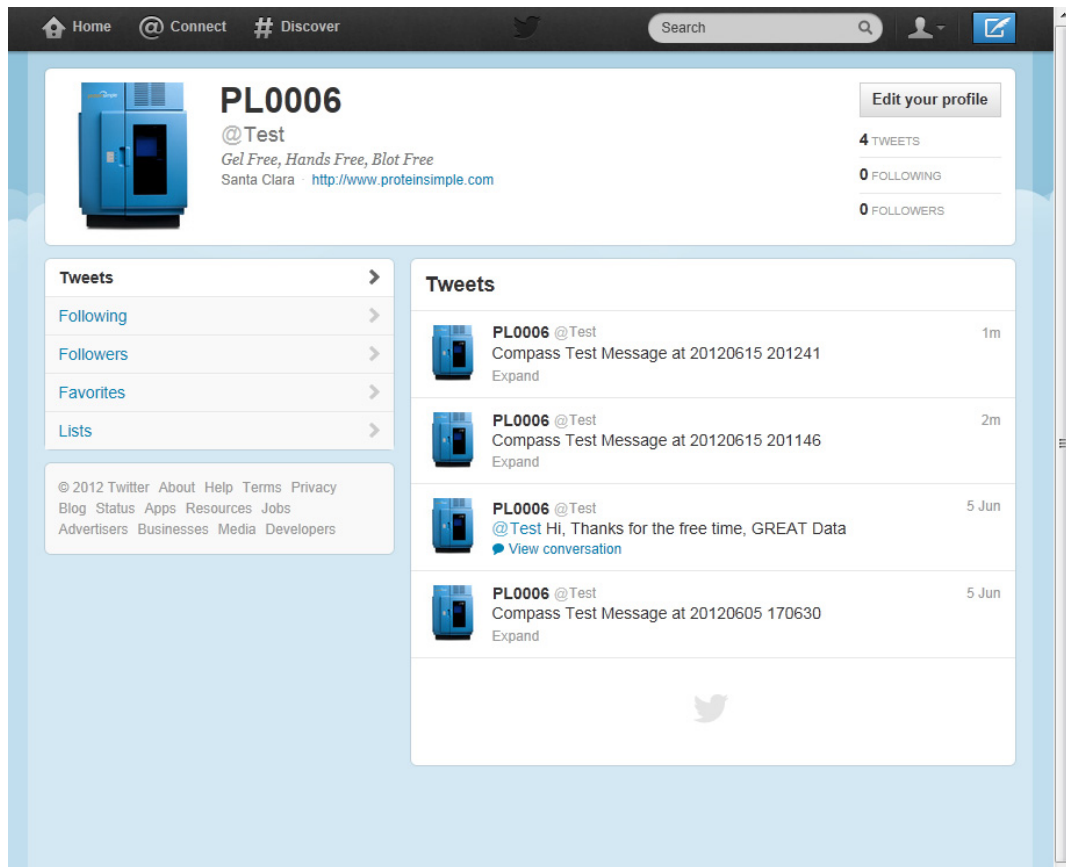 Home @ Connect # Discover Search
PL0006
@Test
Gel Free, Hands Free, Blot Free
Santa Clara · http://www.proteinsimple.com
Edit your profile
4 TWEETS
0 FOLLOWING
0 FOLLOWERS
Tweets
Following
Followers
Favorites
Lists
© 2012 Twitter About Help Terms Privacy
Blog Status Apps Resources Jobs
Advertisers Businesses Media Developers
Tweets
PL0006 @Test 1m
Compass Test Message at 20120615 201241
Expand
PL0006 @Test 2m
Compass Test Message at 20120615 201146
Expand
PL0006 @Test 5 Jun
@Test Hi, Thanks for the free time, GREAT Data
View conversation
PL0006 @Test 5 Jun
Compass Test Message at 20120605 170630
Expand